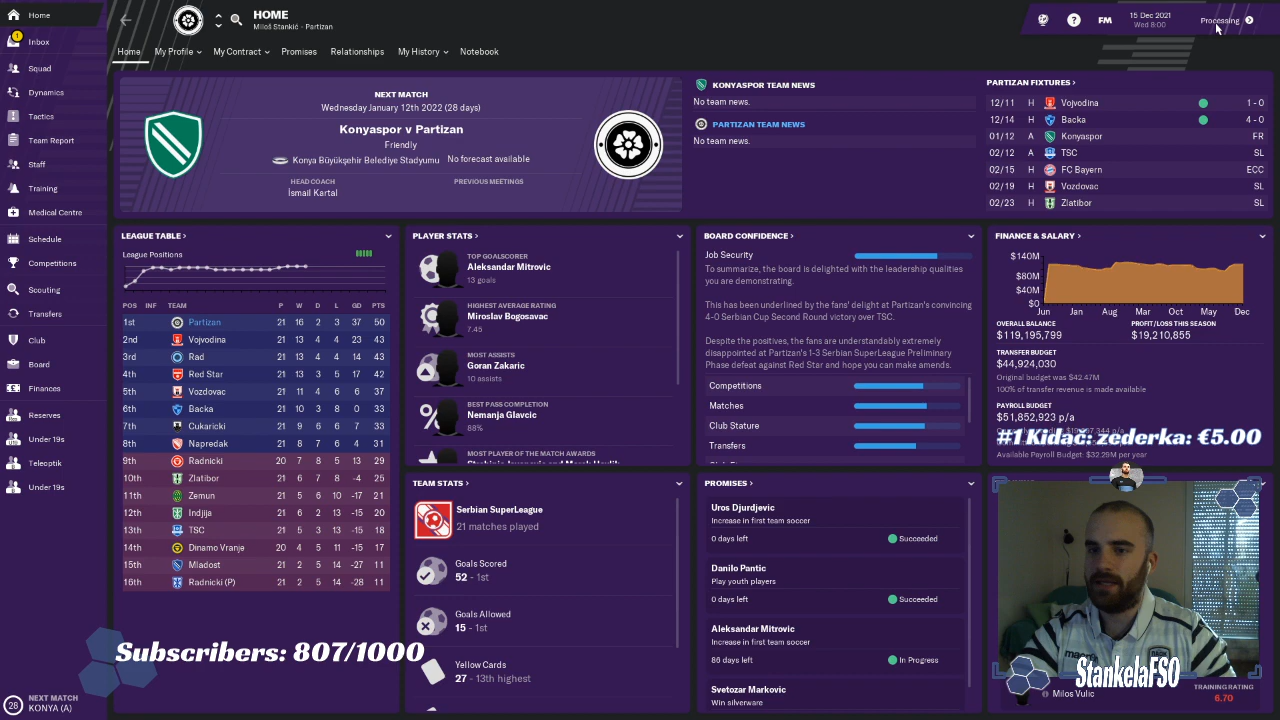 Home
1
Inbox
Squad
Dynamics
Tactics
Team Report
Staff
Training
Medical Centre
Schedule
Competitions
Scouting
Transfers
Club
Board
Finances
Reserves
Under 19s
Teleoptik
Under 19s
28
NEXT MATCH
KONYA (A)
HOME
Miloš Stankić - Partizan
?
FM
15 Dec 2021
Wed 8:00
Processing
Home
My Profile
My Contract
Promises
Relationships
My History
Notebook
NEXT MATCH
Wednesday January 12th 2022 (28 days)
Konyaspor v Partizan
Friendly
Konya Büyükşehir Belediye Stadyumu
No forecast available
HEAD COACH
İsmail Kartal
PREVIOUS MEETINGS
KONYASPOR TEAM NEWS
No team news.
PARTIZAN TEAM NEWS
No team news.
PARTIZAN FIXTURES >
12/11 H Vojvodina 1 - 0
12/14 H Backa 4 - 0
01/12 A Konyaspor FR
02/12 A TSC SL
02/15 H FC Bayern ECC
02/19 H Vozdovac SL
02/23 H Zlatibor SL
LEAGUE TABLE >
League Positions
POS INF TEAM P W D L GD PTS
1st Partizan 21 16 2 3 37 50
2nd Vojvodina 21 13 4 4 23 43
3rd Rad 21 13 4 4 14 43
4th Red Star 21 13 3 5 17 42
5th Vozdovac 21 11 4 6 6 37
6th Backa 21 10 3 8 0 33
7th Cukaricki 21 9 6 6 7 33
8th Napredak 21 8 7 6 4 31
9th Radnicki 20 7 8 5 13 29
10th Zlatibor 21 7 4 10 -4 25
11th Zemun 21 5 6 10 -17 21
12th Indjija 21 6 2 13 -15 20
13th TSC 21 5 3 13 -15 18
14th Dinamo Vranje 20 4 5 11 -15 17
15th Mladost 21 2 5 14 -28 11
16th Radnicki (P) 21 2 5 14 -28 11
PLAYER STATS >
TOP GOALSCORER
Aleksandar Mitrovic
13 goals
HIGHEST AVERAGE RATING
Miroslav Bogosavac
7.45
MOST ASSISTS
Goran Zakaric
10 assists
BEST PASS COMPLETION
Nemanja Glavcic
88%
MOST PLAYER OF THE MATCH AWARDS
BOARD CONFIDENCE >
Job Security
To summarize, the board is delighted with the leadership qualities
you are demonstrating.
This has been underlined by the fans' delight at Partizan's convincing
4-0 Serbian Cup Second Round victory over TSC.
Despite the positives, the fans are understandably extremely
disappointed at Partizan's 1-3 Serbian SuperLeague Preliminary
Phase defeat against Red Star and hope you can make amends.
Competitions
Matches
Club Stature
Transfers
FINANCE & SALARY >
$140M
$80M
$40M
$0
Jun Jan Aug Mar Oct May Dec
OVERALL BALANCE
$119,195,799
PROFIT/LOSS THIS SEASON
$19,210,855
TRANSFER BUDGET
$44,924,030
Original budget was $42.47M
100% of transfer revenue is made available
PAYROLL BUDGET
$51,852,923 p/a
#1 Kidač: zederka: €5.00
Available Payroll Budget: $32.29M per year
TEAM STATS >
Serbian SuperLeague
21 matches played
Goals Scored
52 - 1st
Goals Allowed
15 - 1st
Yellow Cards
27 - 13th highest
PROMISES >
Uros Djurdjevic
Increase in first team soccer
0 days left
Succeeded
Danilo Pantic
Play youth players
0 days left
Succeeded
Aleksandar Mitrovic
Increase in first team soccer
86 days left
In Progress
Svetozar Markovic
Win silverware
Subscribers: 807/1000
macron
StankelaFSO
Milos Vulic
TRAINING RATING
6.70